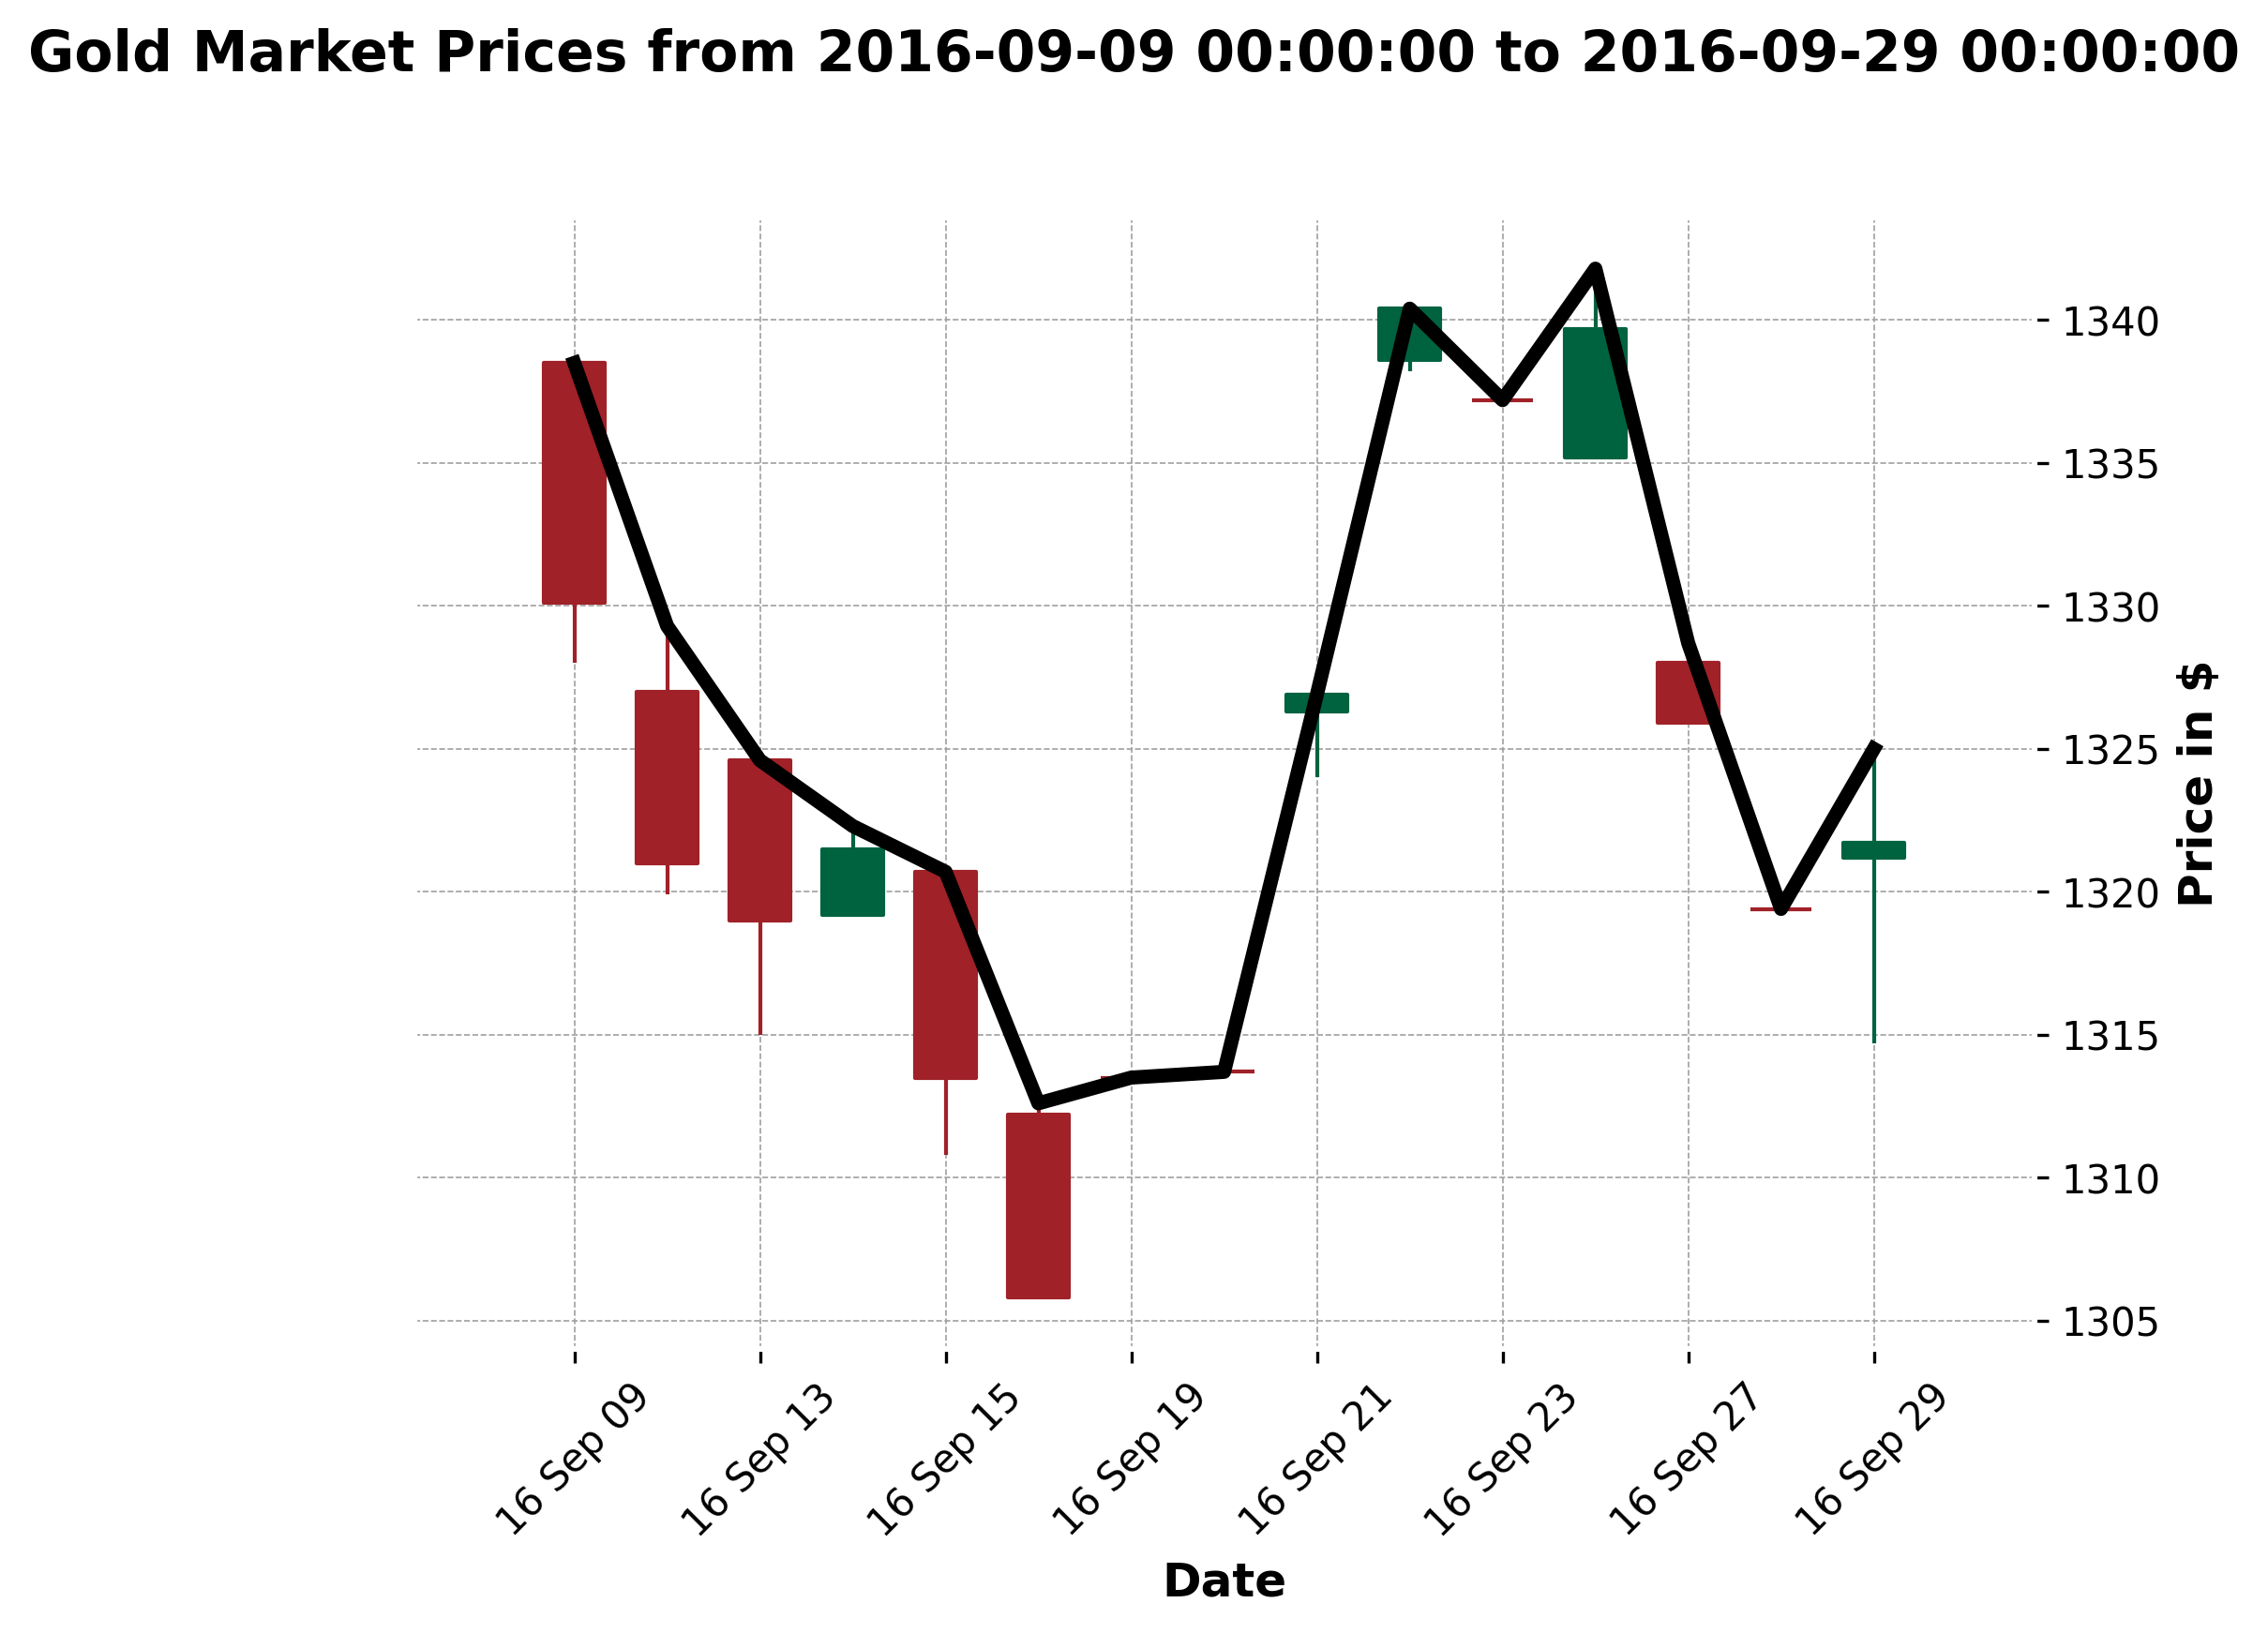 Gold Market Prices from 2016-09-09 00:00:00 to 2016-09-29 00:00:00
1340
1335
1330
1325
1320
1315
1310
1305
Price in $
16 Sep 09
16 Sep 13
16 Sep 15
16 Sep 19
16 Sep 21
16 Sep 23
16 Sep 27
16 Sep 29
Date